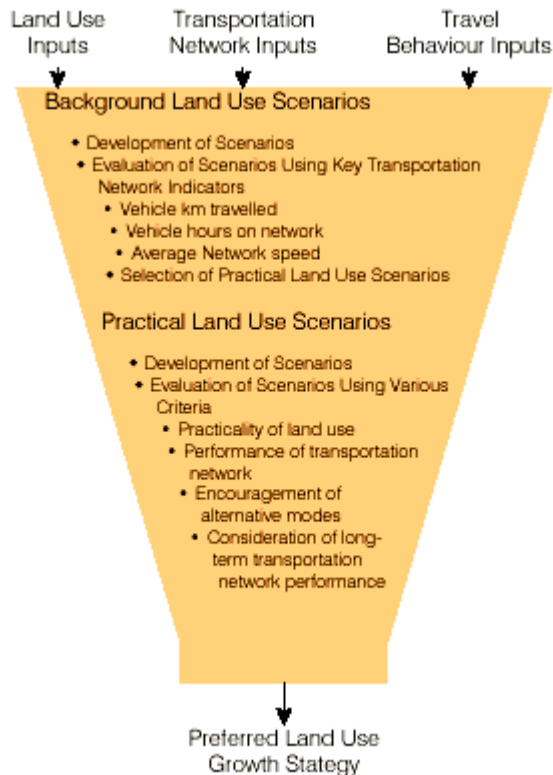 Land Use
Inputs
Transportation
Network Inputs
Travel
Behaviour Inputs
Background Land Use Scenarios
◆ Development of Scenarios
◆ Evaluation of Scenarios Using Key Transportation
Network Indicators
• Vehicle km travelled
• Vehicle hours on network
• Average Network speed
◆ Selection of Practical Land Use Scenarios
Practical Land Use Scenarios
◆ Development of Scenarios
◆ Evaluation of Scenarios Using Various
Criteria
• Practicality of land use
• Performance of transportation
network
• Encouragement of
alternative modes
• Consideration of long-
term transportation
network performance
Preferred Land Use
Growth Stategy